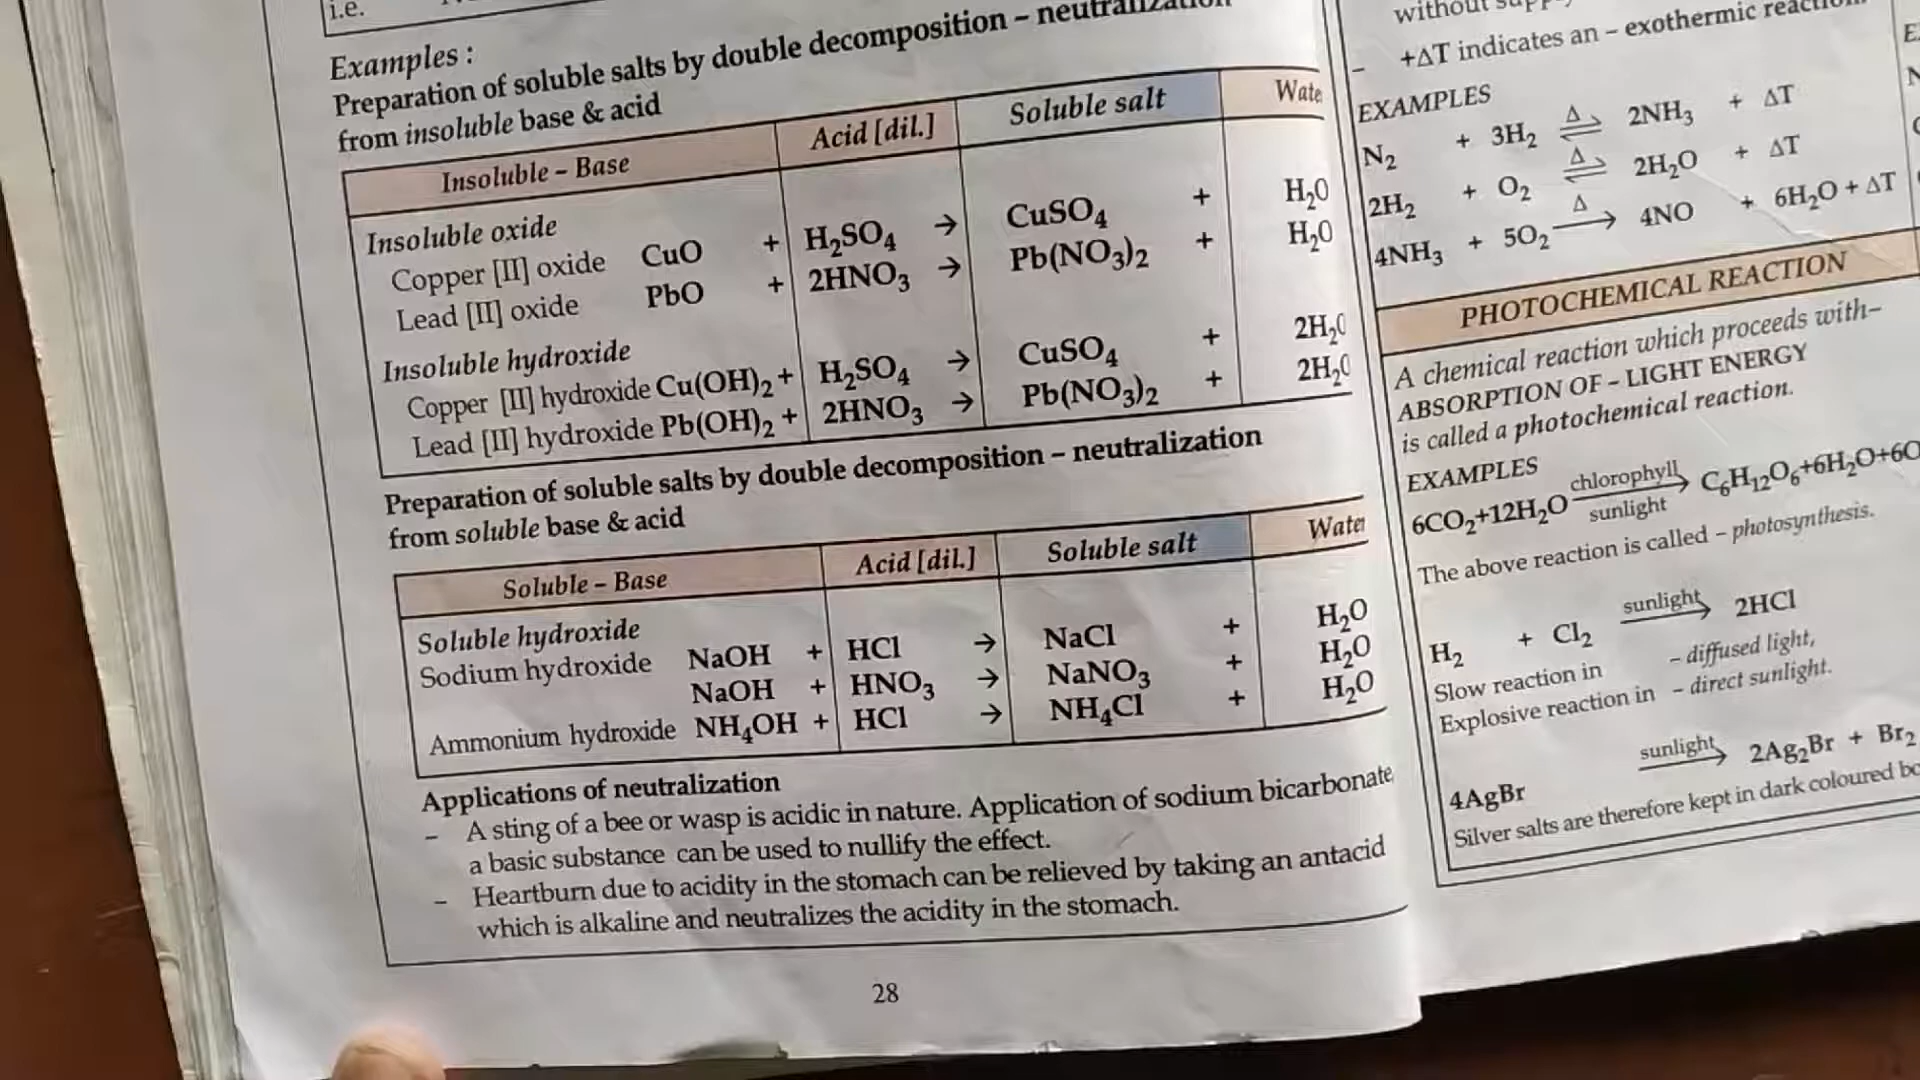 i.e.
Examples :
Preparation of soluble salts by double decomposition – neutralization
from insoluble base & acid
Insoluble – Base Acid [dil.] Soluble salt Wate
Insoluble oxide
Copper [II] oxide CuO + H₂SO₄ → CuSO₄ + H₂O
Lead [II] oxide PbO + 2HNO₃ → Pb(NO₃)₂ + H₂O
Insoluble hydroxide
Copper [II] hydroxide Cu(OH)₂ + H₂SO₄ → CuSO₄ + 2H₂O
Lead [II] hydroxide Pb(OH)₂ + 2HNO₃ → Pb(NO₃)₂ + 2H₂O
Preparation of soluble salts by double decomposition – neutralization
from soluble base & acid
Soluble – Base Acid [dil.] Soluble salt Water
Soluble hydroxide
Sodium hydroxide NaOH + HCl → NaCl + H₂O
NaOH + HNO₃ → NaNO₃ + H₂O
Ammonium hydroxide NH₄OH + HCl → NH₄Cl + H₂O
Applications of neutralization
– A sting of a bee or wasp is acidic in nature. Application of sodium bicarbonate
a basic substance can be used to nullify the effect.
– Heartburn due to acidity in the stomach can be relieved by taking an antacid
which is alkaline and neutralizes the acidity in the stomach.
28
without
– +ΔT indicates an – exothermic reaction.
EXAMPLES
N₂ + 3H₂ ⇌ Δ 2NH₃ + ΔT
2H₂ + O₂ ⇌ Δ 2H₂O + ΔT
4NH₃ + 5O₂ Δ → 4NO + 6H₂O + ΔT
PHOTOCHEMICAL REACTION
A chemical reaction which proceeds with–
ABSORPTION OF – LIGHT ENERGY
is called a photochemical reaction.
EXAMPLES
6CO₂+12H₂O chlorophyll → sunlight C₆H₁₂O₆+6H₂O+6O
The above reaction is called – photosynthesis.
H₂ + Cl₂ sunlight → 2HCl
Slow reaction in – diffused light,
Explosive reaction in – direct sunlight.
4AgBr sunlight → 2Ag₂Br + Br₂
Silver salts are therefore kept in dark coloured bo